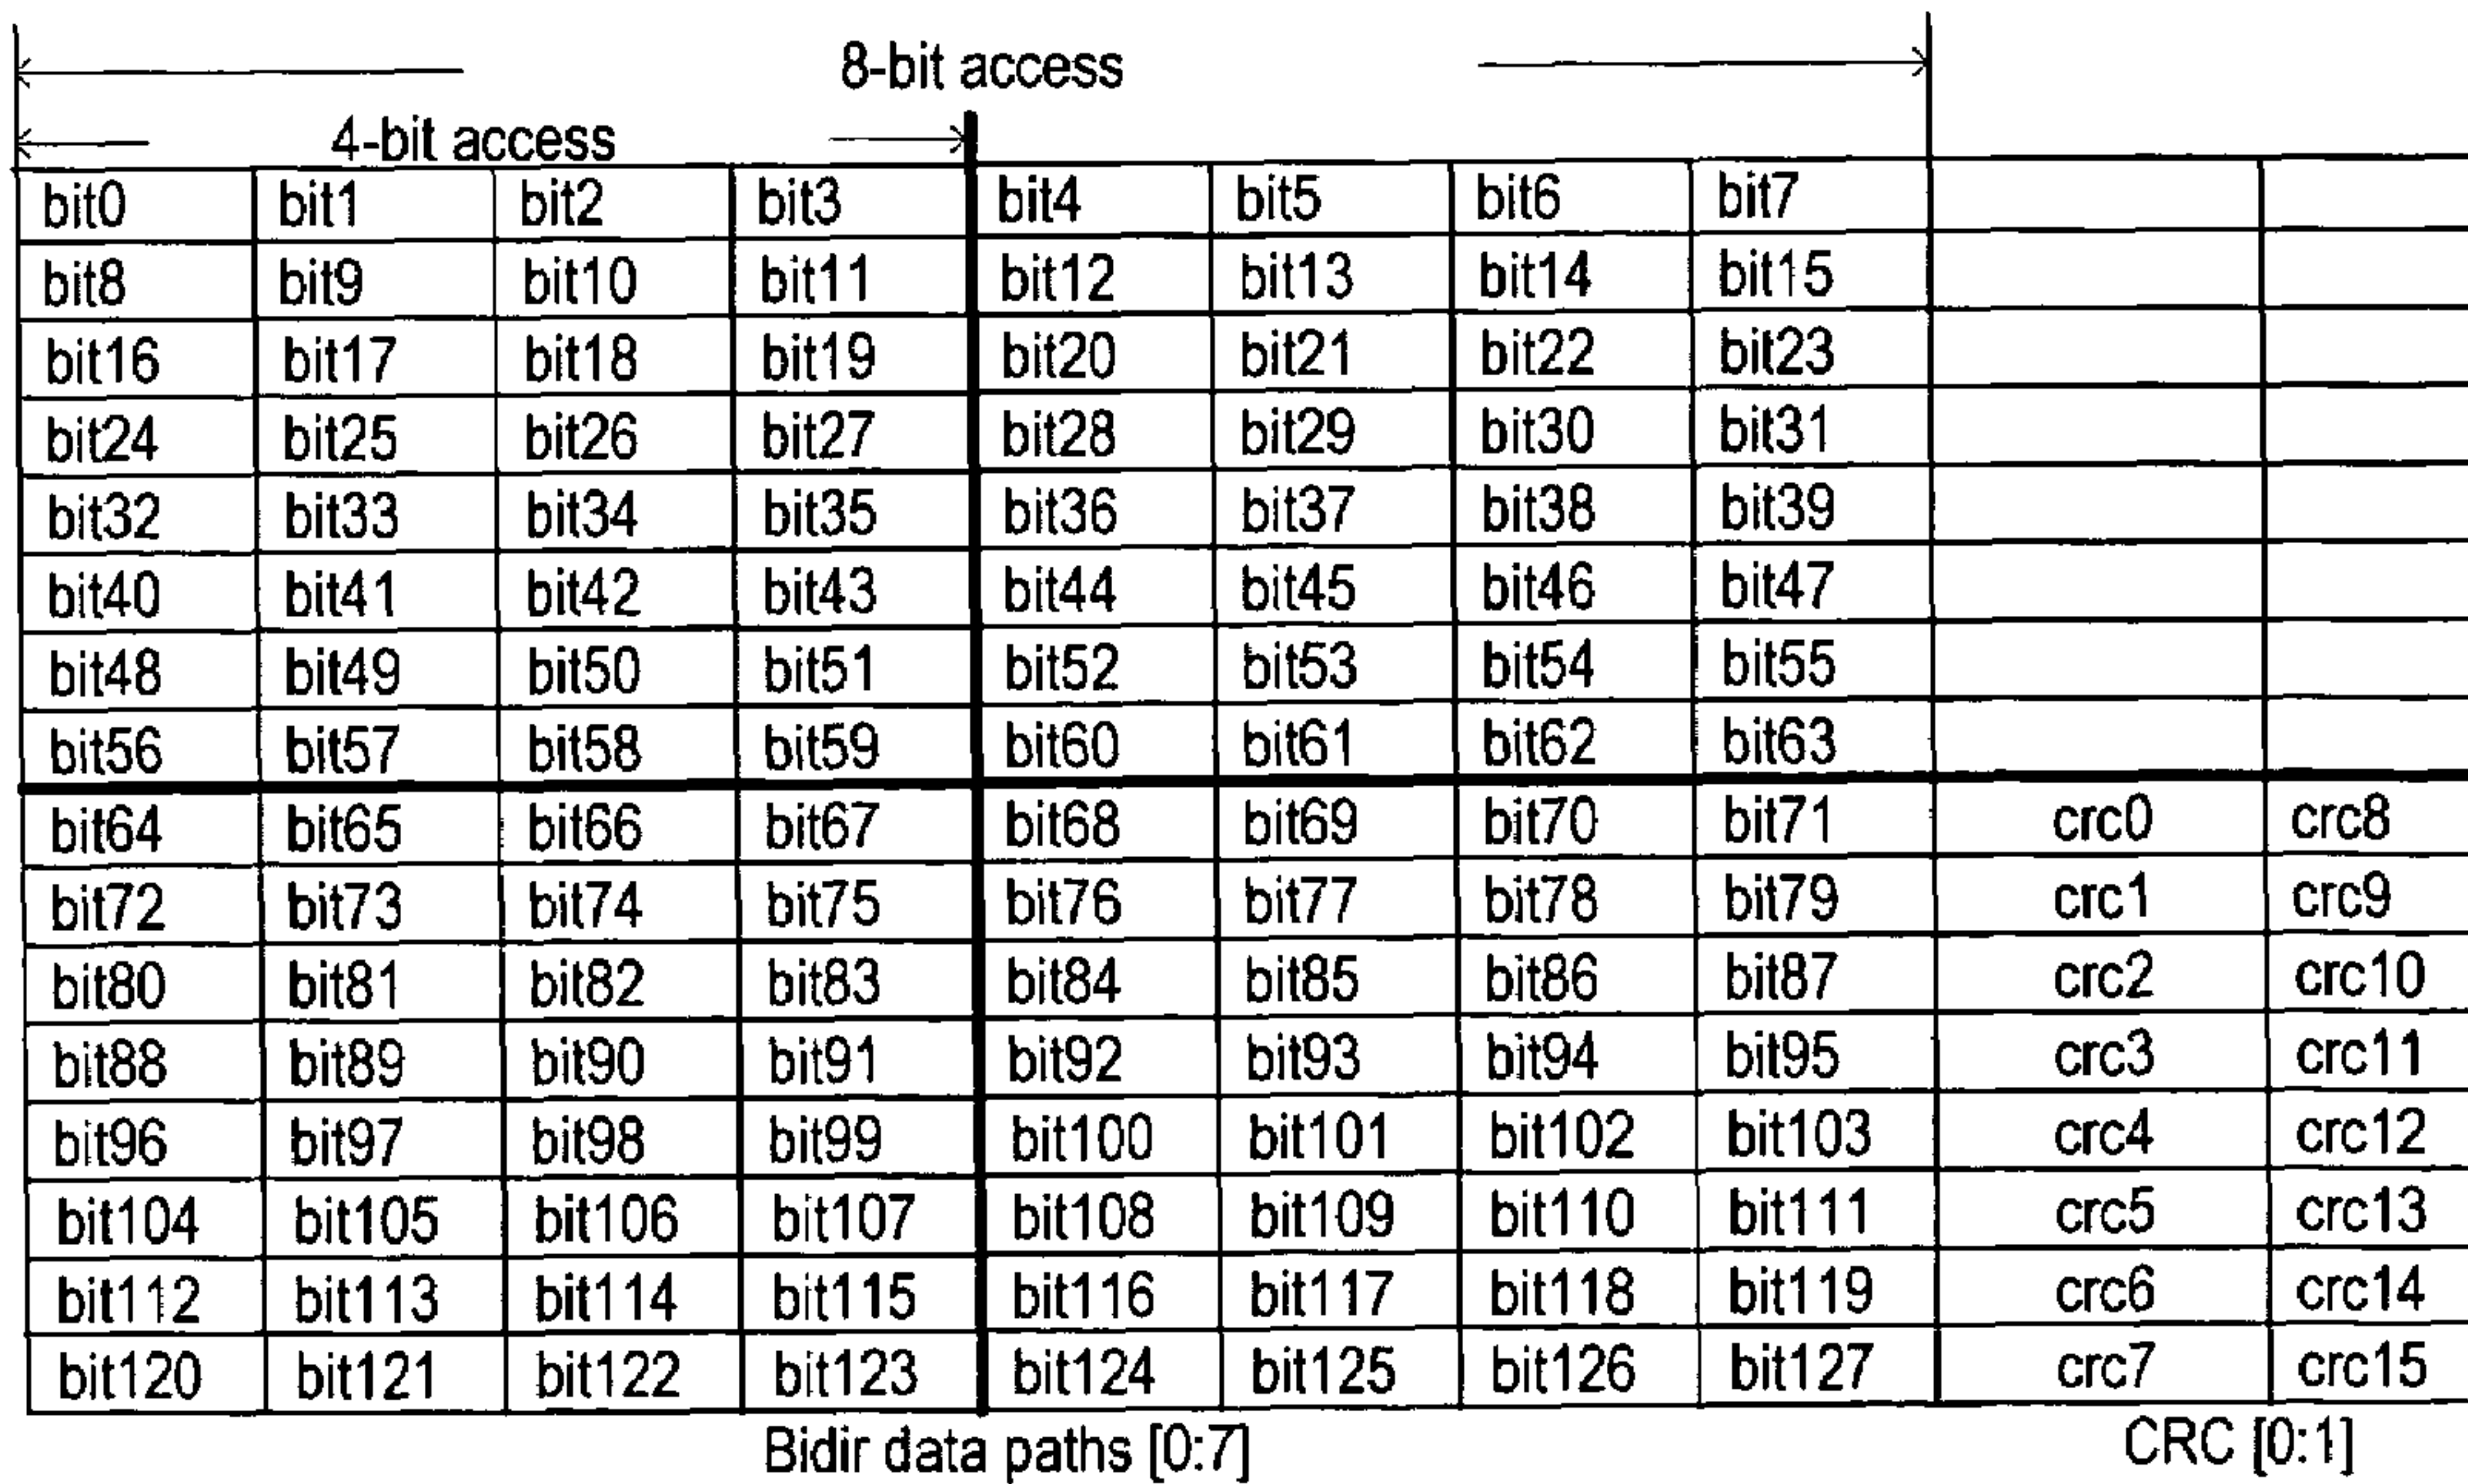 8-bit access
4-bit access
bit0 bit1 bit2 bit3 bit4 bit5 bit6 bit7
bit8 bit9 bit10 bit11 bit12 bit13 bit14 bit15
bit16 bit17 bit18 bit19 bit20 bit21 bit22 bit23
bit24 bit25 bit26 bit27 bit28 bit29 bit30 bit31
bit32 bit33 bit34 bit35 bit36 bit37 bit38 bit39
bit40 bit41 bit42 bit43 bit44 bit45 bit46 bit47
bit48 bit49 bit50 bit51 bit52 bit53 bit54 bit55
bit56 bit57 bit58 bit59 bit60 bit61 bit62 bit63
bit64 bit65 bit66 bit67 bit68 bit69 bit70 bit71 crc0 crc8
bit72 bit73 bit74 bit75 bit76 bit77 bit78 bit79 crc1 crc9
bit80 bit81 bit82 bit83 bit84 bit85 bit86 bit87 crc2 crc10
bit88 bit89 bit90 bit91 bit92 bit93 bit94 bit95 crc3 crc11
bit96 bit97 bit98 bit99 bit100 bit101 bit102 bit103 crc4 crc12
bit104 bit105 bit106 bit107 bit108 bit109 bit110 bit111 crc5 crc13
bit112 bit113 bit114 bit115 bit116 bit117 bit118 bit119 crc6 crc14
bit120 bit121 bit122 bit123 bit124 bit125 bit126 bit127 crc7 crc15
Bidir data paths [0:7] CRC [0:1]